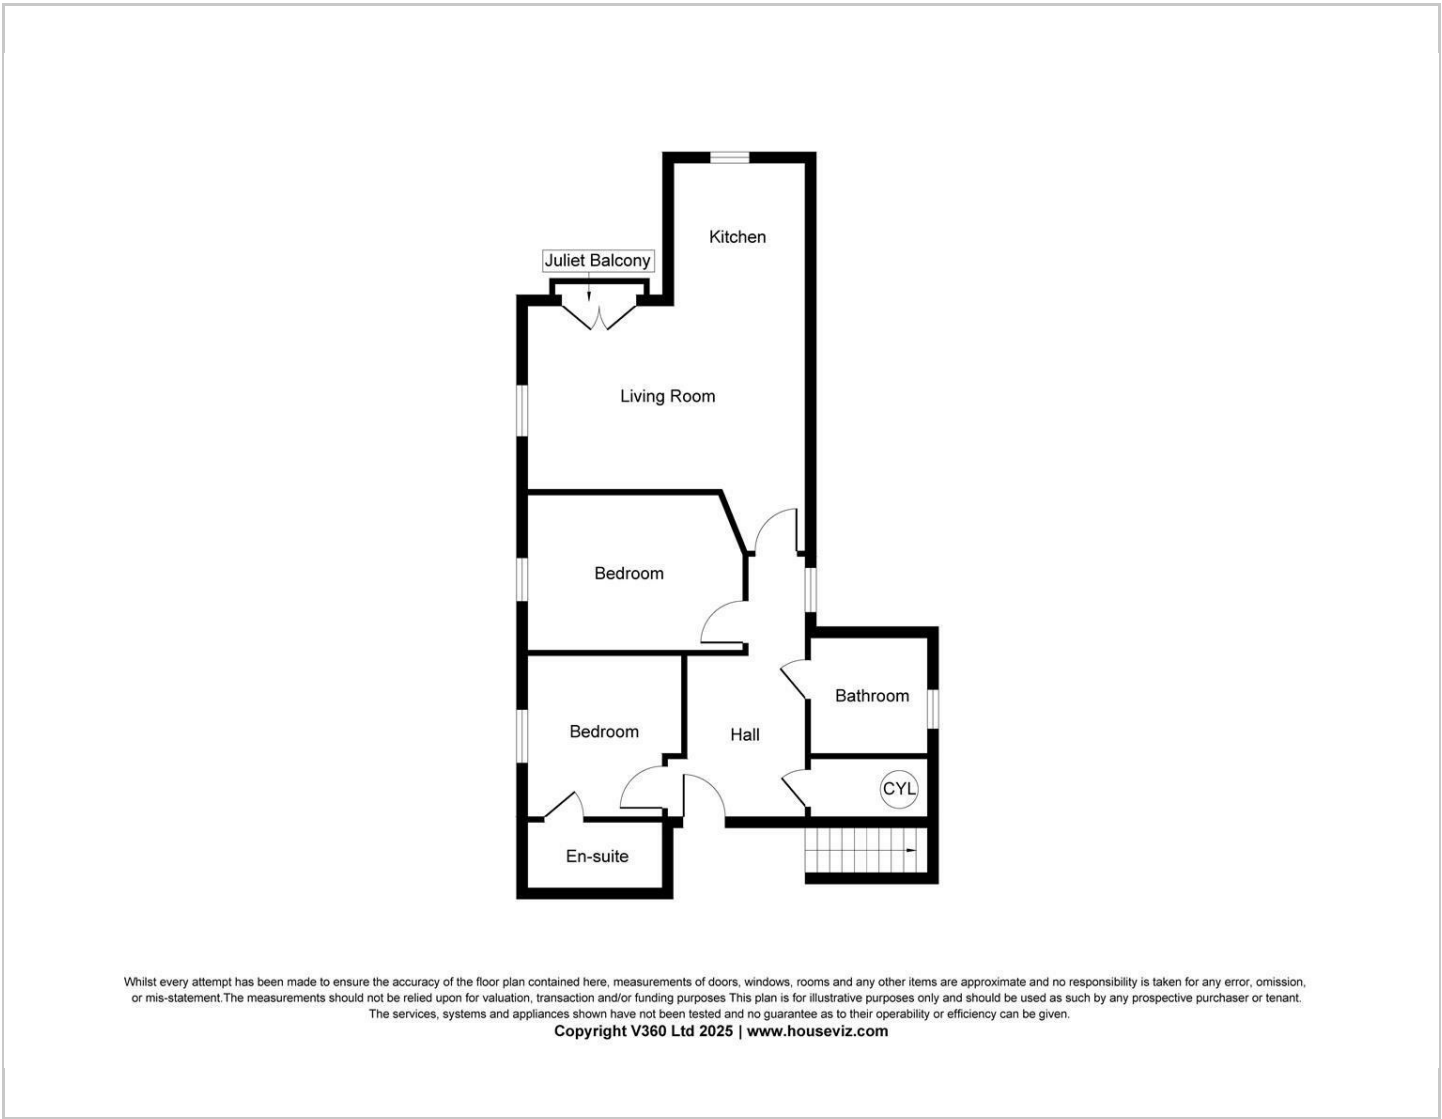 Kitchen
Juliet Balcony
Living Room
Bedroom
Bathroom
Bedroom
Hall
CYL
En-suite
Whilst every attempt has been made to ensure the accuracy of the floor plan contained here, measurements of doors, windows, rooms and any other items are approximate and no responsibility is taken for any error, omission,
or mis-statement.The measurements should not be relied upon for valuation, transaction and/or funding purposes This plan is for illustrative purposes only and should be used as such by any prospective purchaser or tenant.
The services, systems and appliances shown have not been tested and no guarantee as to their operability or efficiency can be given.
Copyright V360 Ltd 2025 | www.houseviz.com